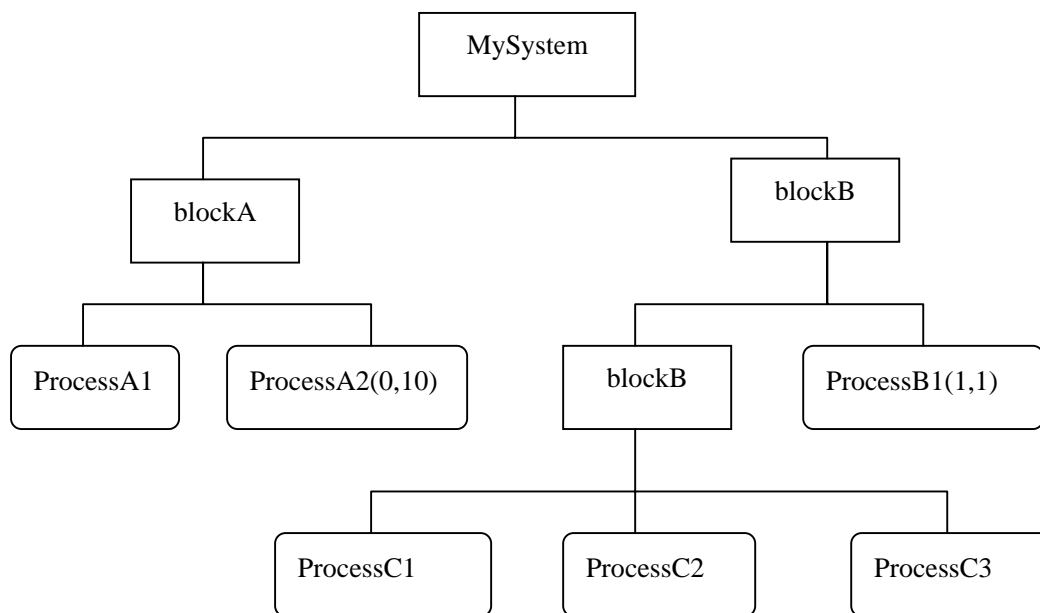 MySystem
blockA
blockB
ProcessA1
ProcessA2(0,10)
blockB
ProcessB1(1,1)
ProcessC1
ProcessC2
ProcessC3